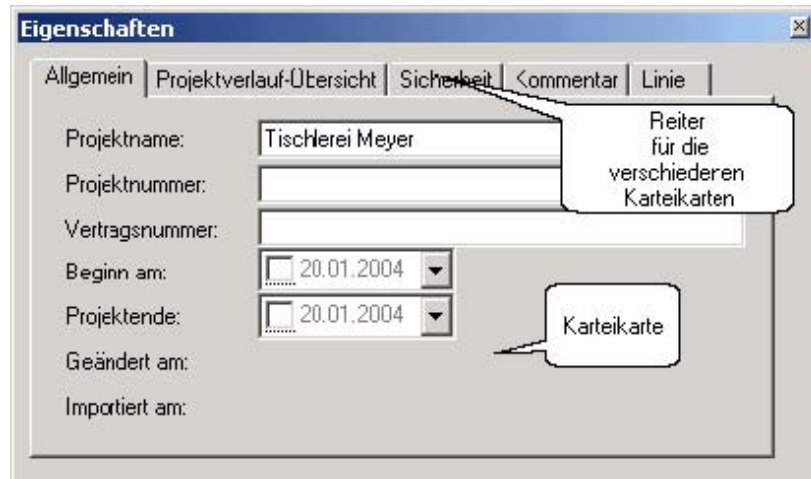 Eigenschaften
Allgemein Projektverlauf-Übersicht Sicherheit Kommentar Linie
Reiter
für die
verschiederen
Karteikarten
Projektname: Tischlerei Meyer
Projektnummer:
Vertragsnummer:
Beginn am: 20.01.2004
Projektende: 20.01.2004
Karteikarte
Geändert am:
Importiert am: